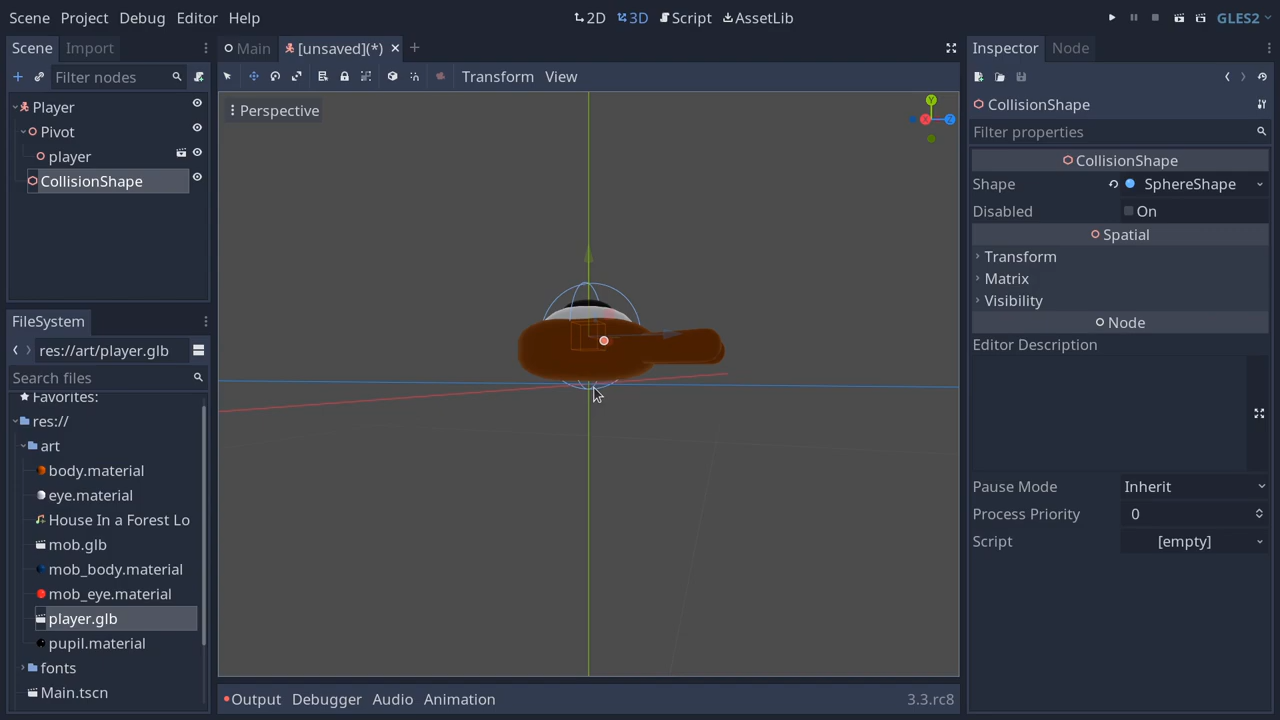 Scene Project Debug Editor Help
2D 3D Script AssetLib
GLES2
Scene Import
Filter nodes
Player
Pivot
player
CollisionShape
FileSystem
res://art/player.glb
Search files
Favorites:
res://
art
body.material
eye.material
House In a Forest Lo
mob.glb
mob_body.material
mob_eye.material
player.glb
pupil.material
fonts
Main.tscn
Main [unsaved](*)
Transform View
Perspective
Y
X
Z
Output Debugger Audio Animation 3.3.rc8
Inspector Node
CollisionShape
Filter properties
CollisionShape
Shape SphereShape
Disabled On
Spatial
Transform
Matrix
Visibility
Node
Editor Description
Pause Mode Inherit
Process Priority 0
Script [empty]